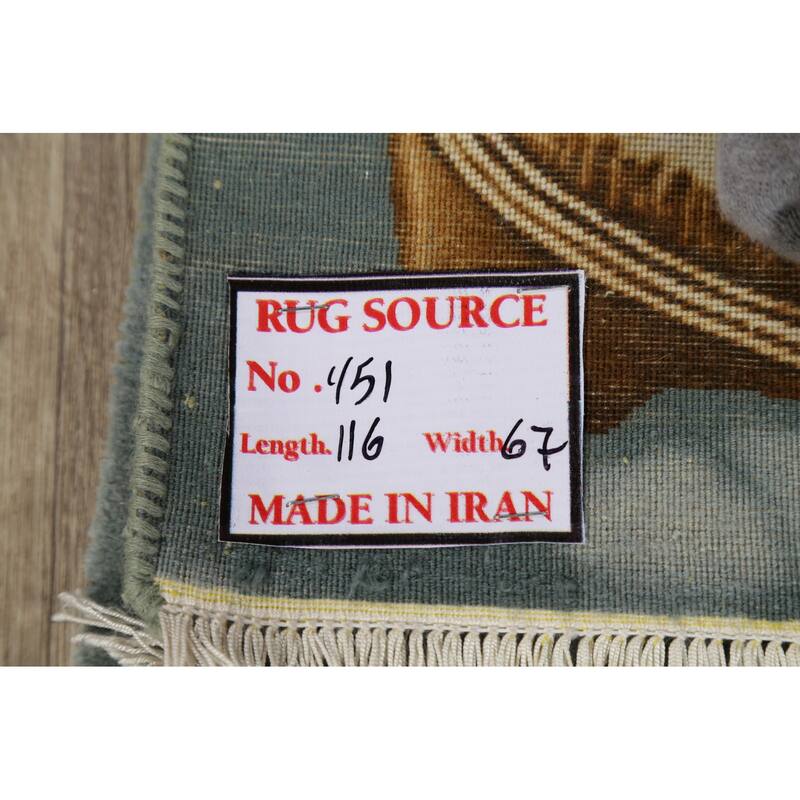 RUG SOURCE
No. 451
Length. 116 Width. 67
MADE IN IRAN